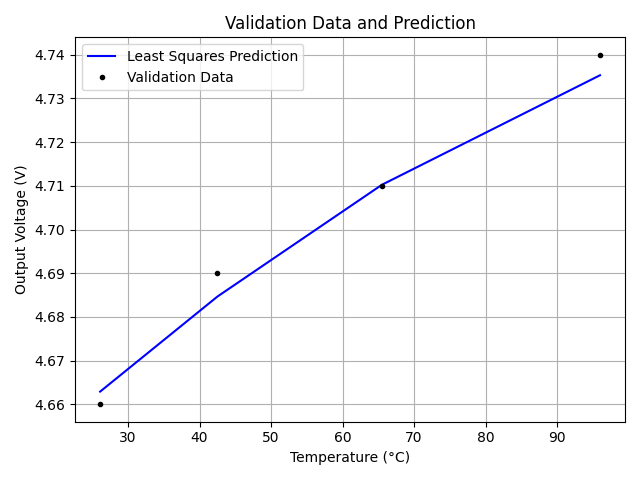 Validation Data and Prediction
Least Squares Prediction
Validation Data
4.74
4.73
4.72
4.71
4.70
4.69
4.68
4.67
4.66
Output Voltage (V)
30 40 50 60 70 80 90
Temperature (°C)